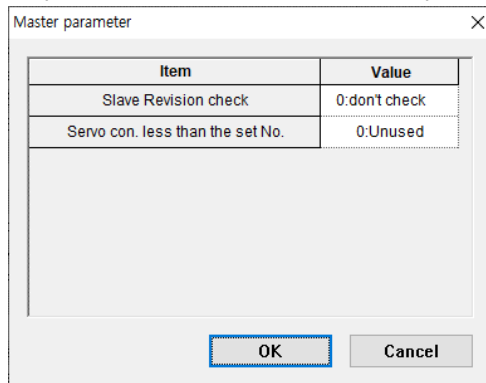 Master parameter
Item Value
Slave Revision check 0:don't check
Servo con. less than the set No. 0:Unused
OK Cancel